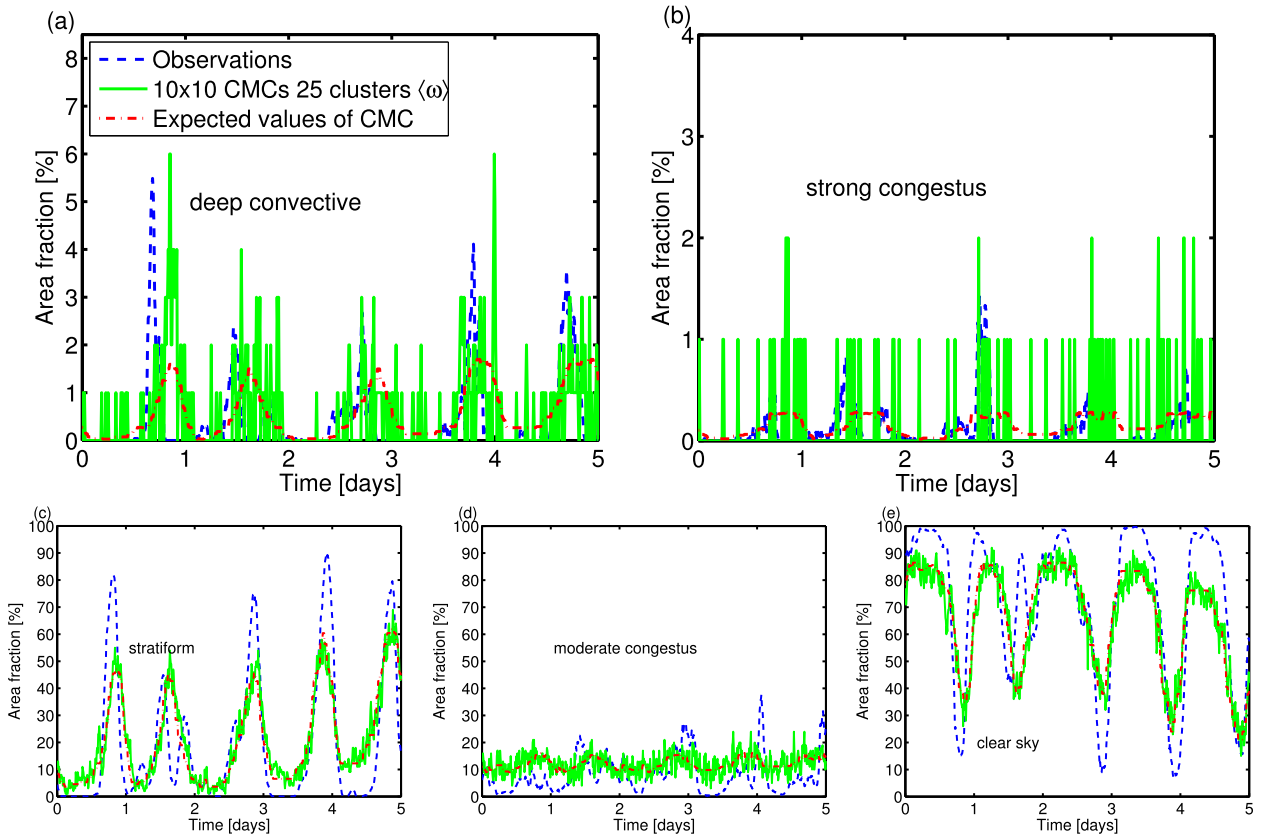 (a)
8
7
6
5
4
3
2
1
0
Area fraction [%]
Observations
10x10 CMCs 25 clusters ⟨ω⟩
Expected values of CMC
deep convective
0 1 2 3 4 5
Time [days]
(b)
4
3
2
1
0
Area fraction [%]
strong congestus
0 1 2 3 4 5
Time [days]
(c)
100
90
80
70
60
50
40
30
20
10
0
Area fraction [%]
stratiform
0 1 2 3 4 5
Time [days]
(d)
100
90
80
70
60
50
40
30
20
10
0
Area fraction [%]
moderate congestus
0 1 2 3 4 5
Time [days]
(e)
100
90
80
70
60
50
40
30
20
10
0
Area fraction [%]
clear sky
0 1 2 3 4 5
Time [days]